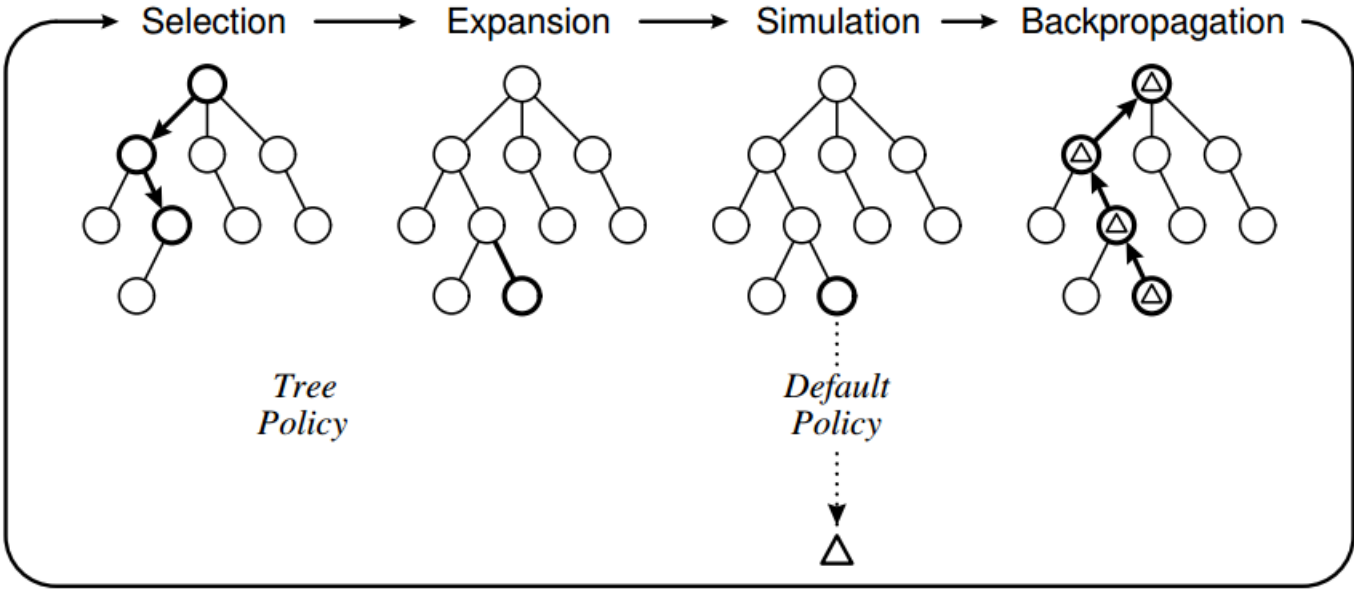 Selection Expansion Simulation Backpropagation
Tree
Policy
Default
Policy